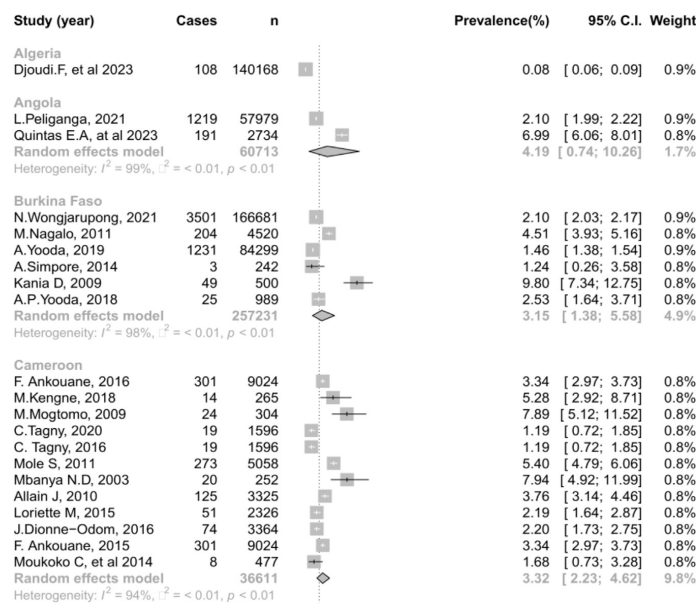 Study (year) Cases n Prevalence(%) 95% C.I. Weight
Algeria
Djoudi.F, et al 2023 108 140168 0.08 [0.06; 0.09] 0.9%
Angola
L.Peliganga, 2021 1219 57979 2.10 [1.99; 2.22] 0.9%
Quintas E.A, at al 2023 191 2734 6.99 [6.06; 8.01] 0.8%
Random effects model 60713 4.19 [0.74; 10.26] 1.7%
Heterogeneity: I² = 99%, □² = < 0.01, p < 0.01
Burkina Faso
N.Wongjarupong, 2021 3501 166681 2.10 [2.03; 2.17] 0.9%
M.Nagalo, 2011 204 4520 4.51 [3.93; 5.16] 0.8%
A.Yooda, 2019 1231 84299 1.46 [1.38; 1.54] 0.9%
A.Simpore, 2014 3 242 1.24 [0.26; 3.58] 0.8%
Kania D, 2009 49 500 9.80 [7.34; 12.75] 0.8%
A.P.Yooda, 2018 25 989 2.53 [1.64; 3.71] 0.8%
Random effects model 257231 3.15 [1.38; 5.58] 4.9%
Heterogeneity: I² = 98%, □² = < 0.01, p < 0.01
Cameroon
F. Ankouane, 2016 301 9024 3.34 [2.97; 3.73] 0.8%
M.Kengne, 2018 14 265 5.28 [2.92; 8.71] 0.8%
M.Mogtomo, 2009 24 304 7.89 [5.12; 11.52] 0.8%
C.Tagny, 2020 19 1596 1.19 [0.72; 1.85] 0.8%
C. Tagny, 2016 19 1596 1.19 [0.72; 1.85] 0.8%
Mole S, 2011 273 5058 5.40 [4.79; 6.06] 0.8%
Mbanya N.D, 2003 20 252 7.94 [4.92; 11.99] 0.8%
Allain J, 2010 125 3325 3.76 [3.14; 4.46] 0.8%
Loriette M, 2015 51 2326 2.19 [1.64; 2.87] 0.8%
J.Dionne−Odom, 2016 74 3364 2.20 [1.73; 2.75] 0.8%
F. Ankouane, 2015 301 9024 3.34 [2.97; 3.73] 0.8%
Moukoko C, et al 2014 8 477 1.68 [0.73; 3.28] 0.8%
Random effects model 36611 3.32 [2.23; 4.62] 9.8%
Heterogeneity: I² = 94%, □² = < 0.01, p < 0.01